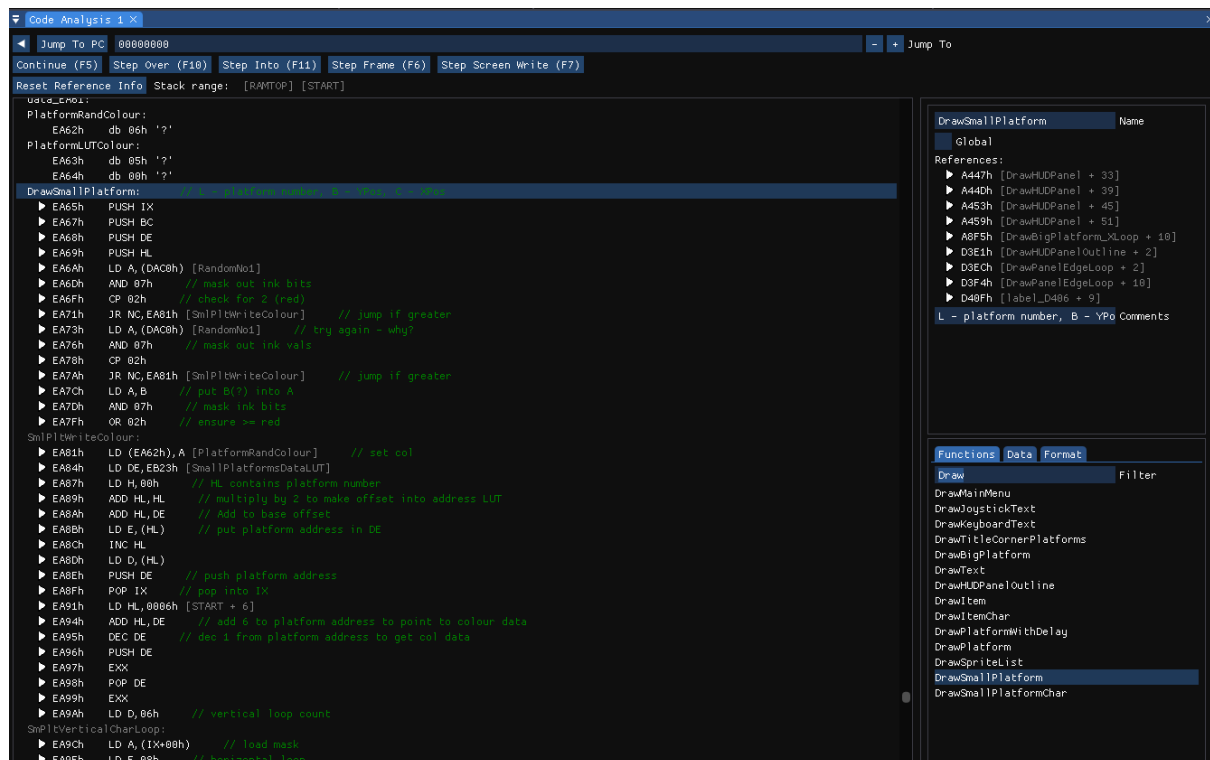 Code Analysis 1
Jump To PC 00000000 - + Jump To
Continue (F5) Step Over (F10) Step Into (F11) Step Frame (F6) Step Screen Write (F7)
Reset Reference Info Stack range: [RAMTOP] [START]
data_EA61:
PlatformRandColour:
EA62h db 06h '?'
PlatformLUTColour:
EA63h db 05h '?'
EA64h db 00h '?'
DrawSmallPlatform: // L - platform number, B - YPos, C - XPos
EA65h PUSH IX
EA67h PUSH BC
EA68h PUSH DE
EA69h PUSH HL
EA6Ah LD A,(DAC0h) [RandomNo1]
EA6Dh AND 07h // mask out ink bits
EA6Fh CP 02h // check for 2 (red)
EA71h JR NC,EA81h [SmlPltWriteColour] // jump if greater
EA73h LD A,(DAC0h) [RandomNo1] // try again - why?
EA76h AND 07h // mask out ink vals
EA78h CP 02h
EA7Ah JR NC,EA81h [SmlPltWriteColour] // jump if greater
EA7Ch LD A,B // put B(?) into A
EA7Dh AND 07h // mask ink bits
EA7Fh OR 02h // ensure >= red
SmlPltWriteColour:
EA81h LD (EA62h),A [PlatformRandColour] // set col
EA84h LD DE,EB23h [SmallPlatformsDataLUT]
EA87h LD H,00h // HL contains platform number
EA89h ADD HL,HL // multiply by 2 to make offset into address LUT
EA8Ah ADD HL,DE // Add to base offset
EA8Bh LD E,(HL) // put platform address in DE
EA8Ch INC HL
EA8Dh LD D,(HL)
EA8Eh PUSH DE // push platform address
EA8Fh POP IX // pop into IX
EA91h LD HL,0006h [START + 6]
EA94h ADD HL,DE // add 6 to platform address to point to colour data
EA95h DEC DE // dec 1 from platform address to get col data
EA96h PUSH DE
EA97h EXX
EA98h POP DE
EA99h EXX
EA9Ah LD D,06h // vertical loop count
SmPltVerticalCharLoop:
EA9Ch LD A,(IX+00h) // load mask
EA9Fh LD E,08h // horizontal loop
DrawSmallPlatform Name
Global
References:
A447h [DrawHUDPanel + 33]
A44Dh [DrawHUDPanel + 39]
A453h [DrawHUDPanel + 45]
A459h [DrawHUDPanel + 51]
A8F5h [DrawBigPlatform_XLoop + 10]
D3E1h [DrawHUDPanelOutline + 2]
D3ECh [DrawPanelEdgeLoop + 2]
D3F4h [DrawPanelEdgeLoop + 10]
D40Fh [label_D406 + 9]
L - platform number, B - YPo Comments
Functions Data Format
Draw Filter
DrawMainMenu
DrawJoystickText
DrawKeyboardText
DrawTitleCornerPlatforms
DrawBigPlatform
DrawText
DrawHUDPanelOutline
DrawItem
DrawItemChar
DrawPlatformWithDelay
DrawPlatform
DrawSpriteList
DrawSmallPlatform
DrawSmallPlatformChar